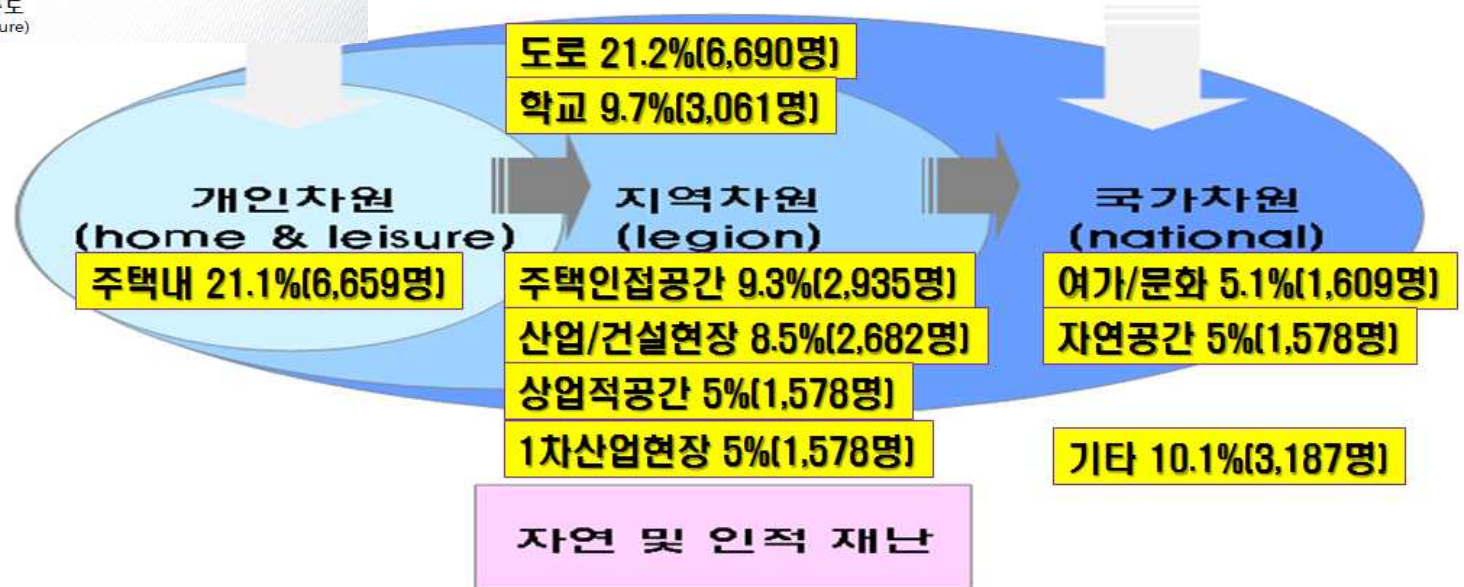 ure)
도로 21.2%(6,690명)
학교 9.7%(3,061명)
개인차원
(home & leisure)
주택내 21.1%(6,659명)
지역차원
(legion)
주택인접공간 9.3%(2,935명)
산업/건설현장 8.5%(2,682명)
상업적공간 5%(1,578명)
1차산업현장 5%(1,578명)
국가차원
(national)
여가/문화 5.1%(1,609명)
자연공간 5%(1,578명)
기타 10.1%(3,187명)
자연 및 인적 재난